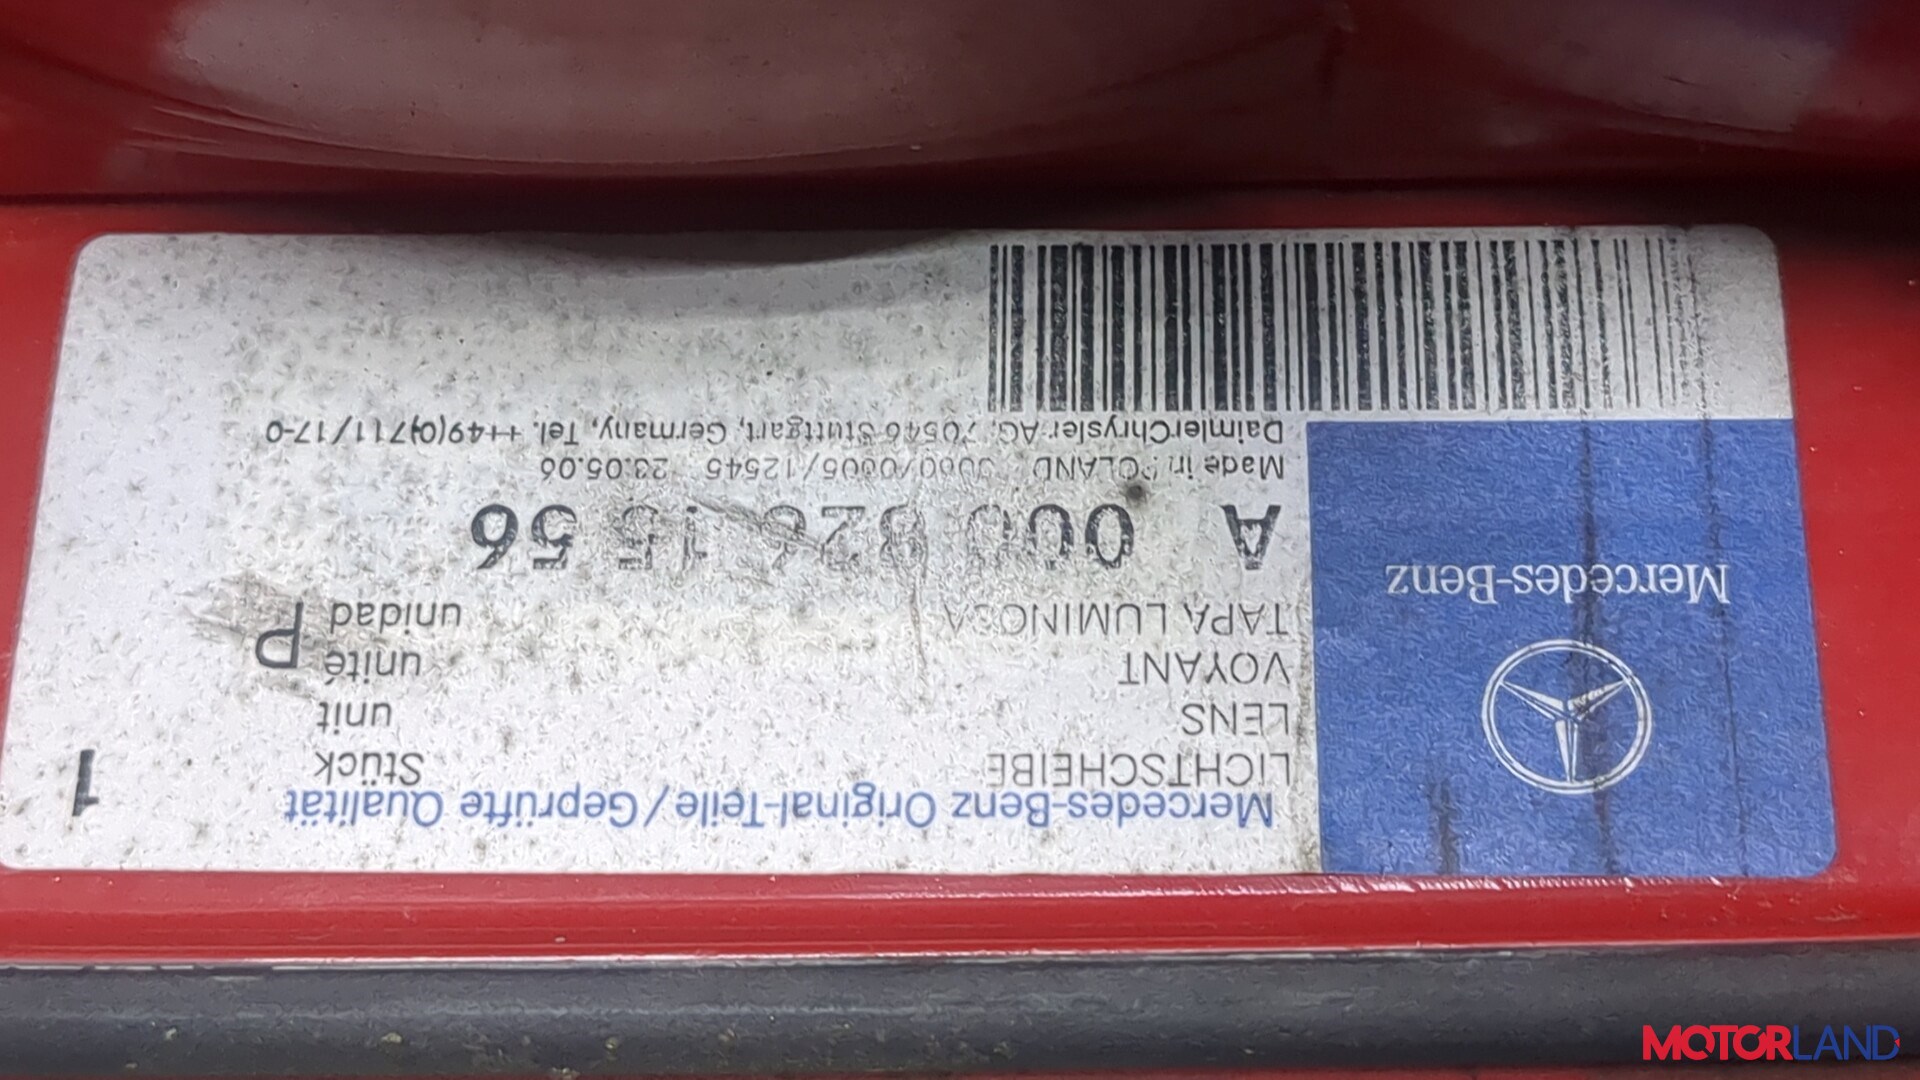 Mercedes-Benz Original-Teile / Geprüfte Qualität
LICHTSCHEIBE Stück 1
LENS unit
VOYANT unité P
TAPA LUMINOSA unidad
A 000 826 15 56
Made in POLAND 23.05.06
DaimlerChrysler AG, 70546 Stuttgart, Germany, Tel. ++49(0)711/17-0
Mercedes-Benz
MOTORLAND